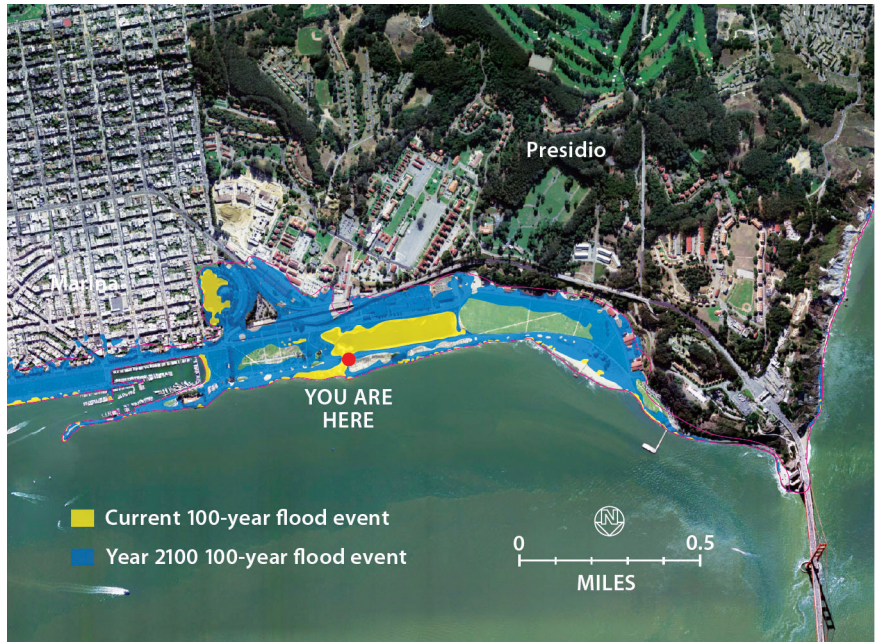 Presidio
Marina
YOU ARE
HERE
Current 100-year flood event
Year 2100 100-year flood event
N
0 0.5
MILES